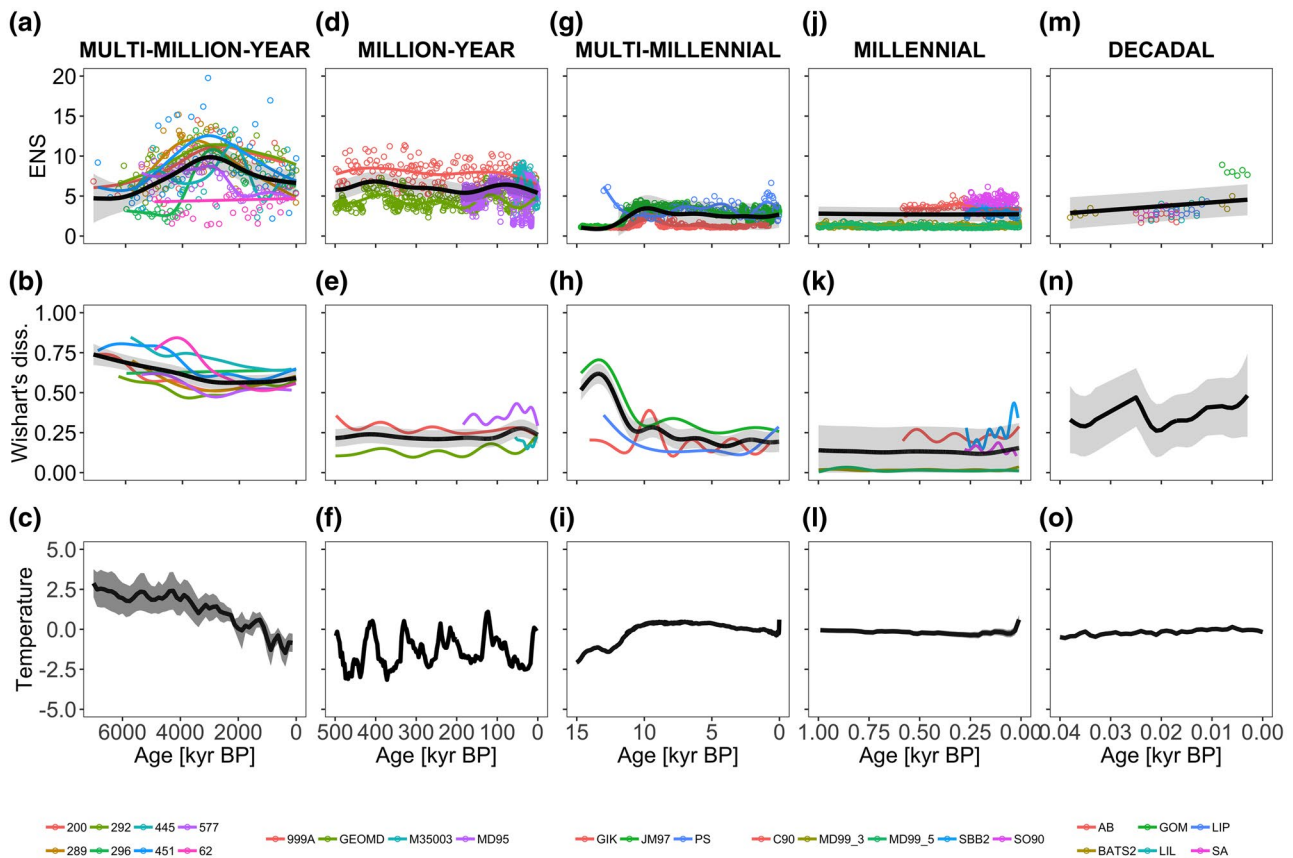 (a) (d) (g) (j) (m)
MULTI-MILLION-YEAR MILLION-YEAR MULTI-MILLENNIAL MILLENNIAL DECADAL
20
15
10
5
0
ENS
(b) (e) (h) (k) (n)
1.00
0.75
0.50
0.25
0.00
Wishart's diss.
(c) (f) (i) (l) (o)
5.0
2.5
0.0
-2.5
-5.0
Temperature
6000 4000 2000 0 500 400 300 200 100 0 15 10 5 0 1.00 0.75 0.50 0.25 0.00 0.04 0.03 0.02 0.01 0.00
Age [kyr BP] Age [kyr BP] Age [kyr BP] Age [kyr BP] Age [kyr BP]
200 292 445 577
289 296 451 62
999A GEOMD M35003 MD95
GIK JM97 PS
C90 MD99_3 MD99_5 SBB2 SO90
AB GOM LIP
BATS2 LIL SA